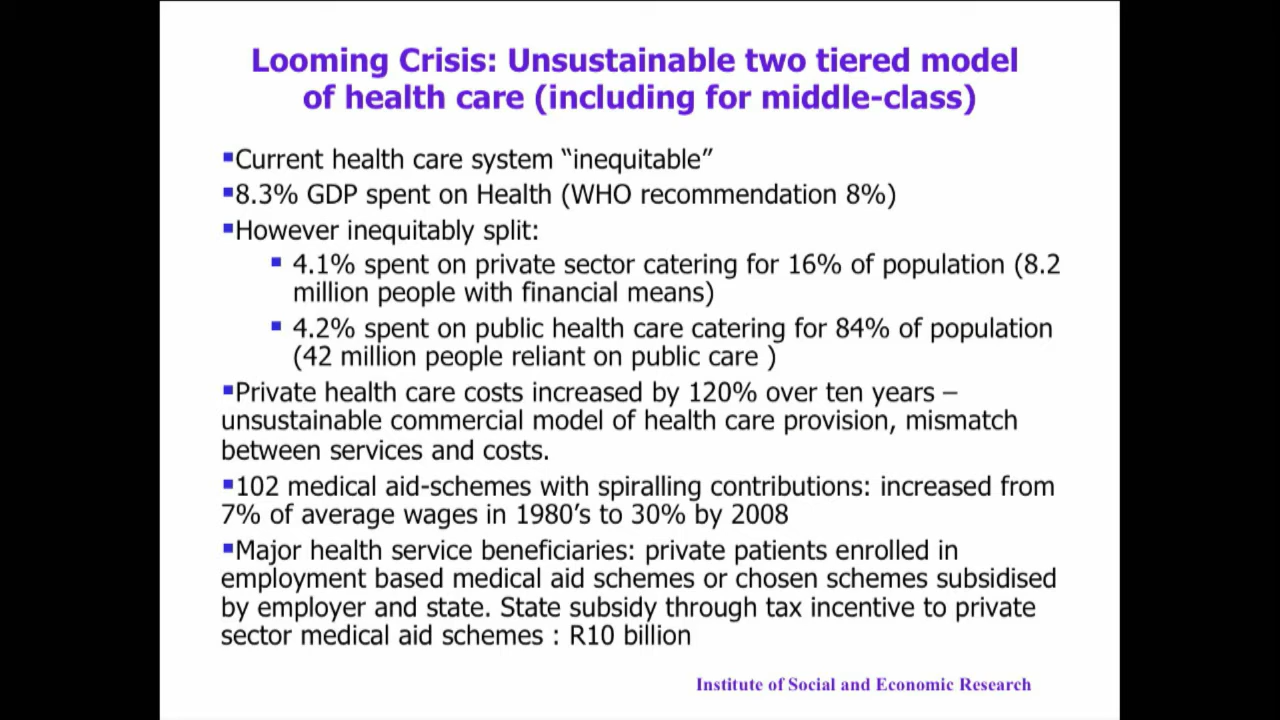 Looming Crisis: Unsustainable two tiered model
of health care (including for middle-class)
▪Current health care system “inequitable”
▪8.3% GDP spent on Health (WHO recommendation 8%)
▪However inequitably split:
▪ 4.1% spent on private sector catering for 16% of population (8.2
million people with financial means)
▪ 4.2% spent on public health care catering for 84% of population
(42 million people reliant on public care )
▪Private health care costs increased by 120% over ten years –
unsustainable commercial model of health care provision, mismatch
between services and costs.
▪102 medical aid-schemes with spiralling contributions: increased from
7% of average wages in 1980’s to 30% by 2008
▪Major health service beneficiaries: private patients enrolled in
employment based medical aid schemes or chosen schemes subsidised
by employer and state. State subsidy through tax incentive to private
sector medical aid schemes : R10 billion
Institute of Social and Economic Research